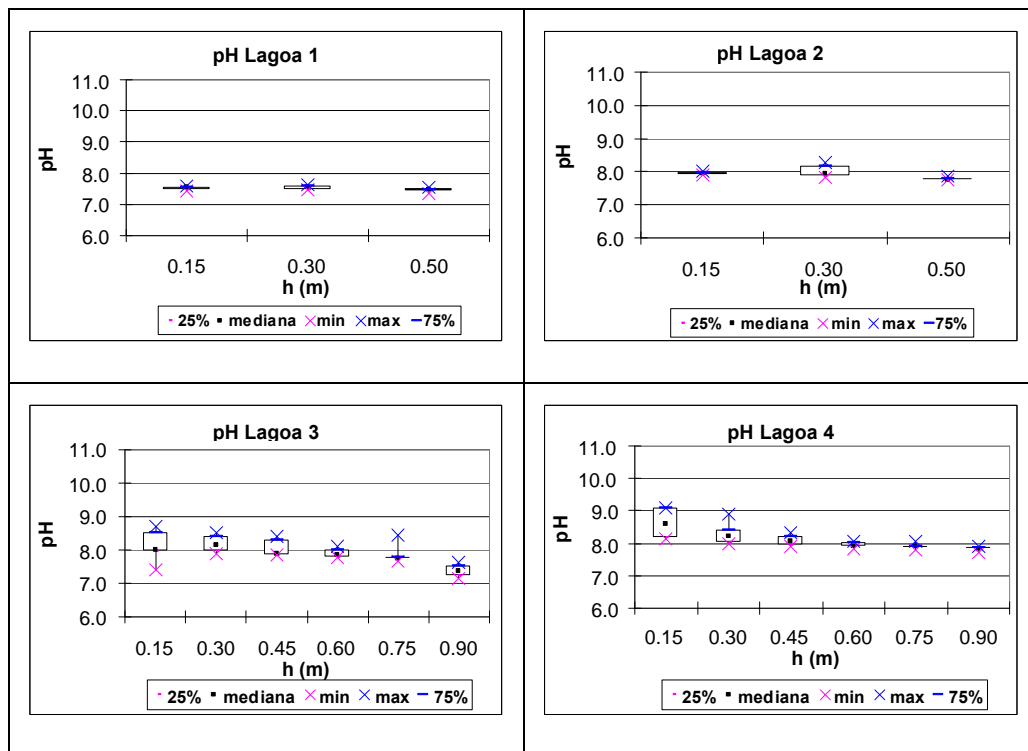 pH Lagoa 1
11.0
10.0
9.0
8.0
7.0
6.0
pH
0.15 0.30 0.50
h (m)
25% mediana min max 75%
pH Lagoa 2
11.0
10.0
9.0
8.0
7.0
6.0
pH
0.15 0.30 0.50
h (m)
25% mediana min max 75%
pH Lagoa 3
11.0
10.0
9.0
8.0
7.0
6.0
pH
0.15 0.30 0.45 0.60 0.75 0.90
h (m)
25% mediana min max 75%
pH Lagoa 4
11.0
10.0
9.0
8.0
7.0
6.0
pH
0.15 0.30 0.45 0.60 0.75 0.90
h (m)
25% mediana min max 75%